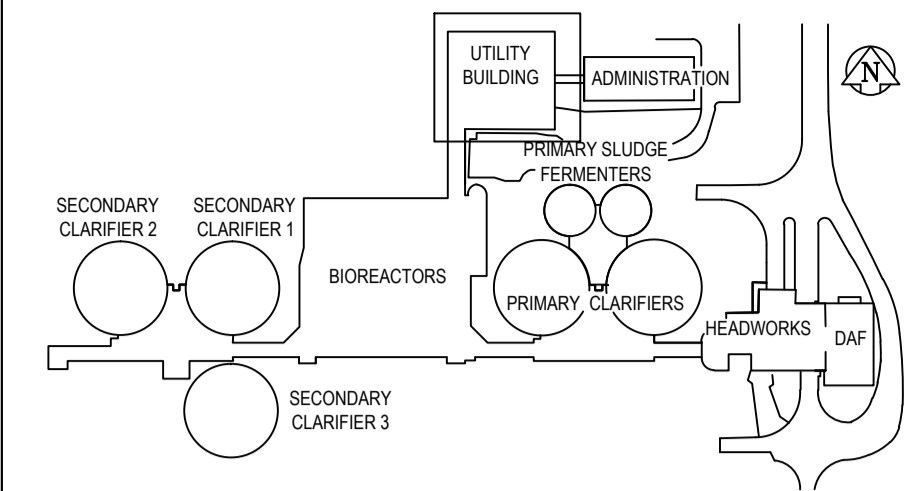 UTILITY
BUILDING
ADMINISTRATION
N
PRIMARY SLUDGE
FERMENTERS
SECONDARY
CLARIFIER 2
SECONDARY
CLARIFIER 1
BIOREACTORS
PRIMARY CLARIFIERS
HEADWORKS
DAF
SECONDARY
CLARIFIER 3